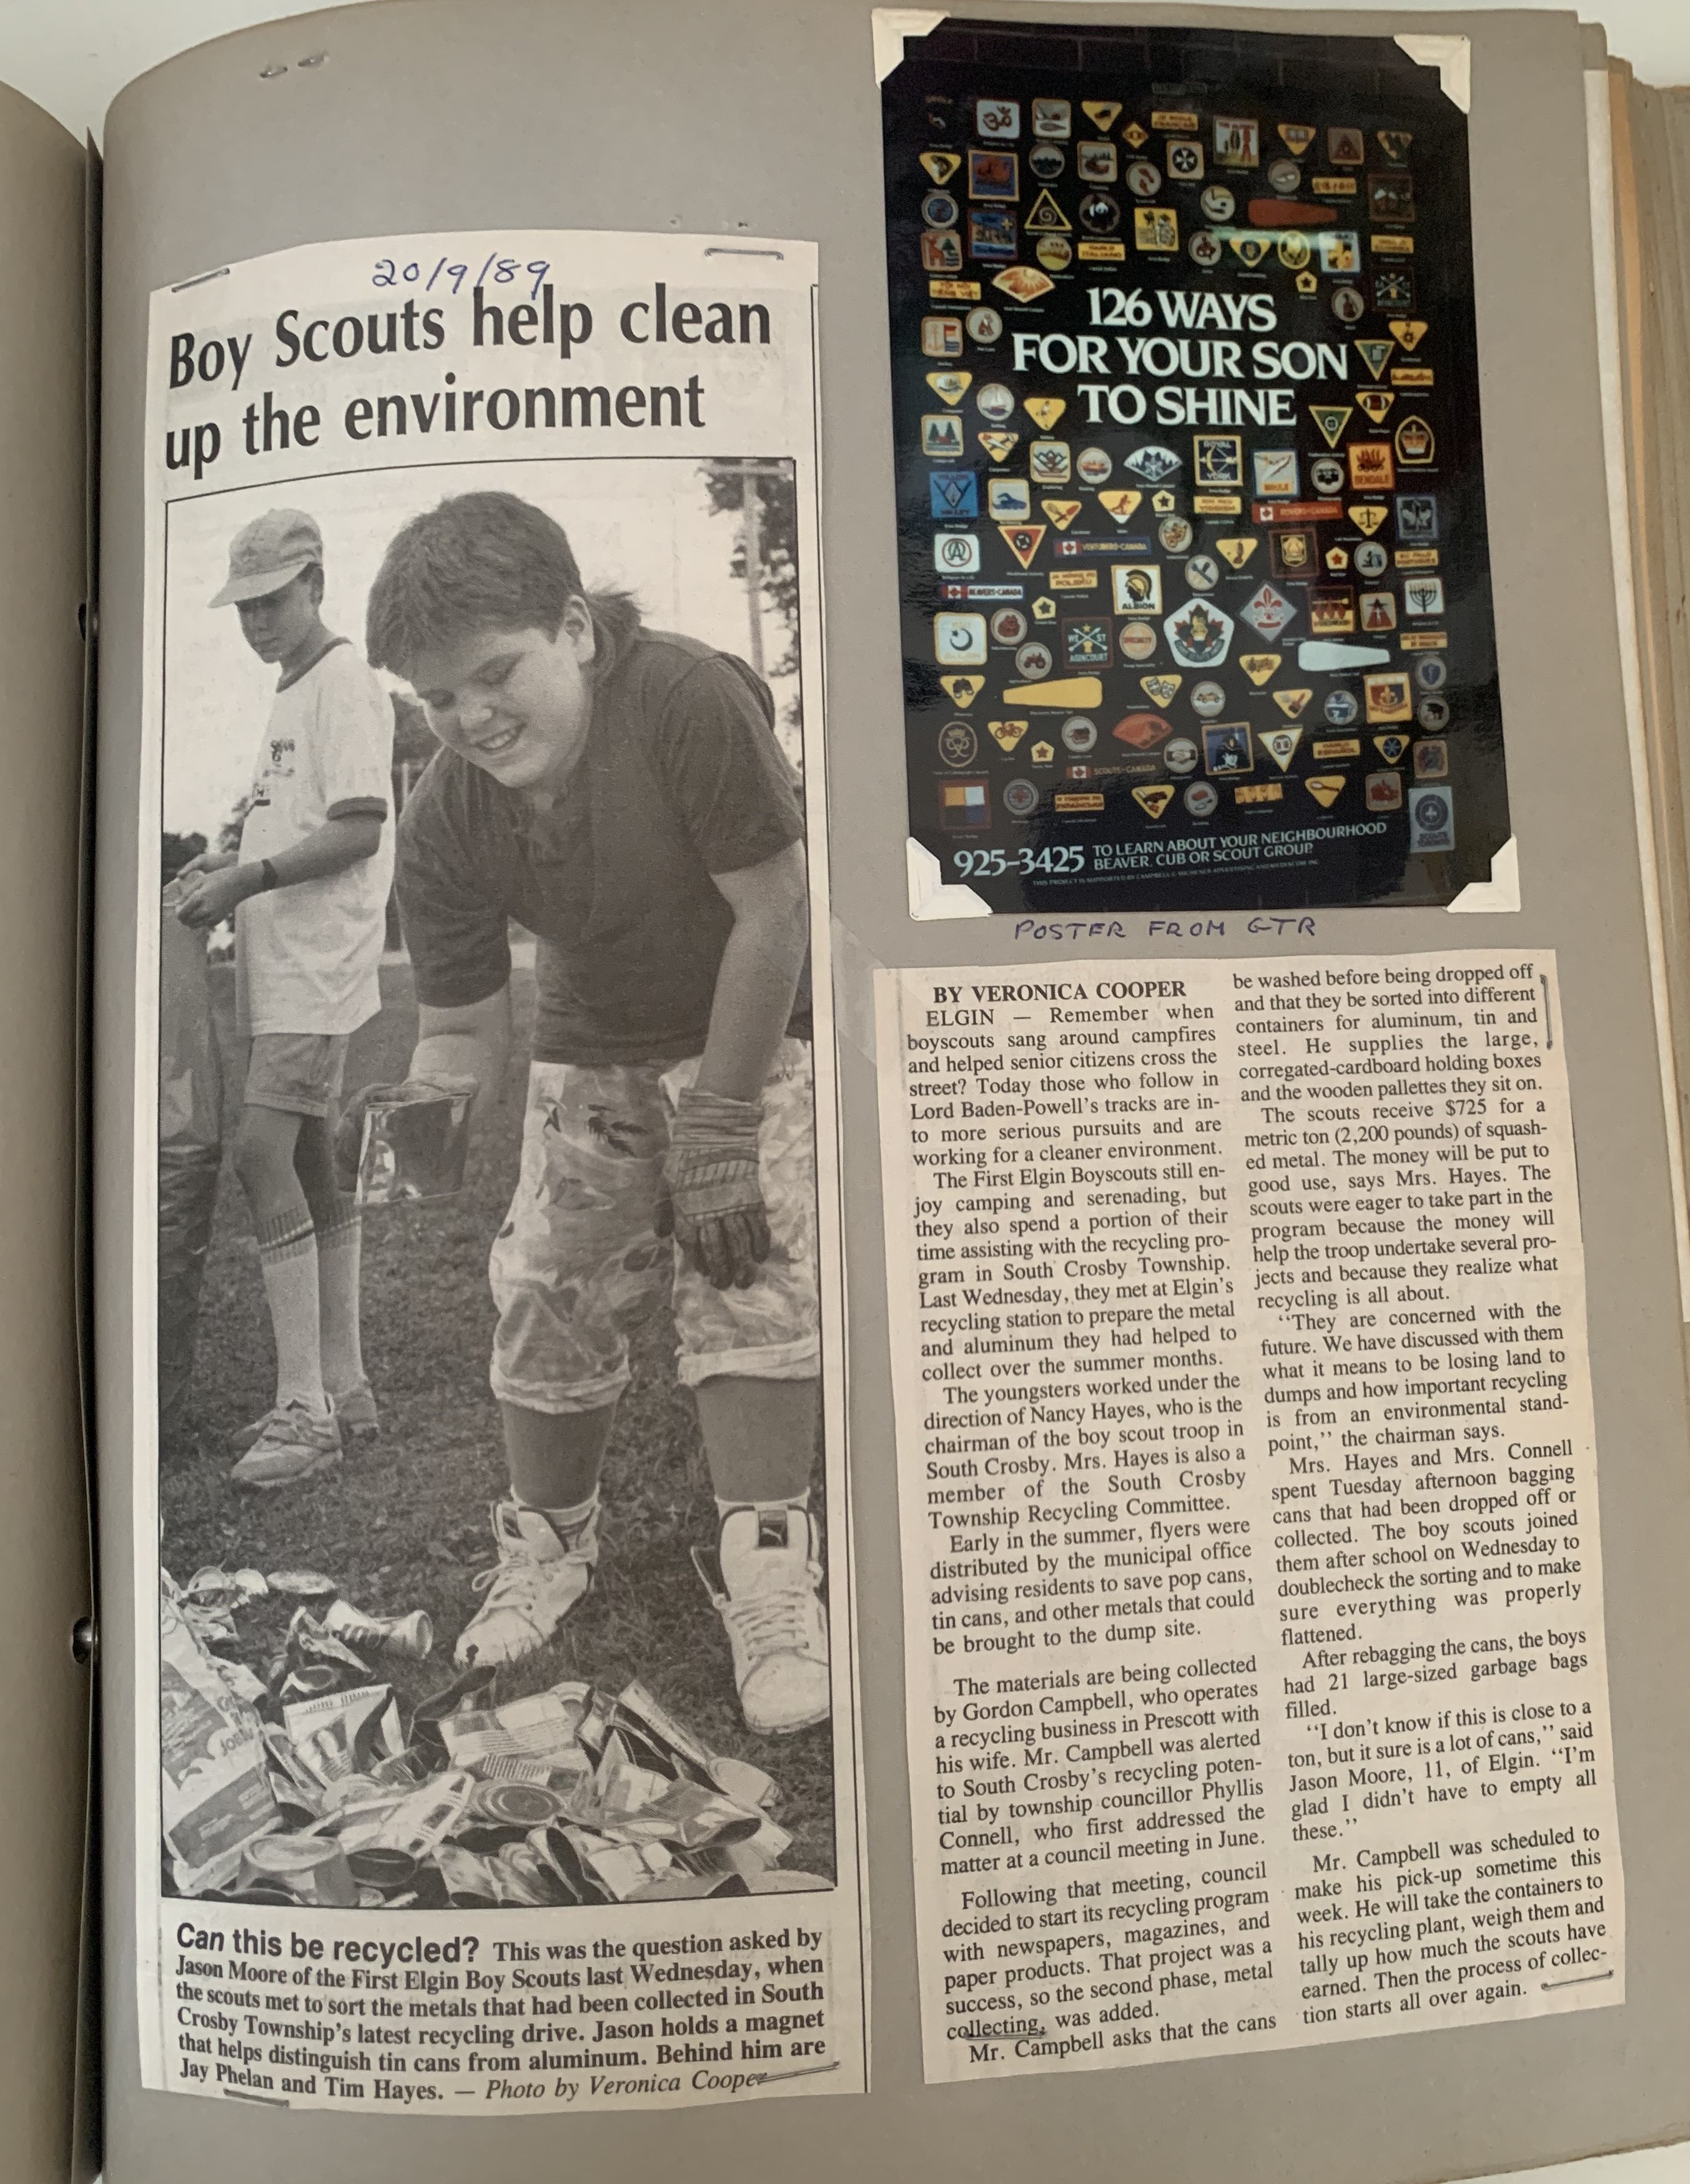 20/9/89
Boy Scouts help clean
up the environment
Can this be recycled? This was the question asked by
Jason Moore of the First Elgin Boy Scouts last Wednesday, when
the scouts met to sort the metals that had been collected in South
Crosby Township's latest recycling drive. Jason holds a magnet
that helps distinguish tin cans from aluminum. Behind him are
Jay Phelan and Tim Hayes. — Photo by Veronica Cooper
126 WAYS
FOR YOUR SON
TO SHINE
ROYAL
YORK
BENDALE
ROVERS-CANADA
VENTURERS-CANADA
BEAVERS-CANADA
ALBION
WEST
AGINCOURT
SCOUTS-CANADA
925-3425 TO LEARN ABOUT YOUR NEIGHBOURHOOD
BEAVER, CUB OR SCOUT GROUP.
POSTER FROM GTR
BY VERONICA COOPER
ELGIN — Remember when
boyscouts sang around campfires
and helped senior citizens cross the
street? Today those who follow in
Lord Baden-Powell's tracks are in-
to more serious pursuits and are
working for a cleaner environment.
The First Elgin Boyscouts still en-
joy camping and serenading, but
they also spend a portion of their
time assisting with the recycling pro-
gram in South Crosby Township.
Last Wednesday, they met at Elgin's
recycling station to prepare the metal
and aluminum they had helped to
collect over the summer months.
The youngsters worked under the
direction of Nancy Hayes, who is the
chairman of the boy scout troop in
South Crosby. Mrs. Hayes is also a
member of the South Crosby
Township Recycling Committee.
Early in the summer, flyers were
distributed by the municipal office
advising residents to save pop cans,
tin cans, and other metals that could
be brought to the dump site.
The materials are being collected
by Gordon Campbell, who operates
a recycling business in Prescott with
his wife. Mr. Campbell was alerted
to South Crosby's recycling poten-
tial by township councillor Phyllis
Connell, who first addressed the
matter at a council meeting in June.
Following that meeting, council
decided to start its recycling program
with newspapers, magazines, and
paper products. That project was a
success, so the second phase, metal
collecting, was added.
Mr. Campbell asks that the cans
be washed before being dropped off
and that they be sorted into different
containers for aluminum, tin and
steel. He supplies the large,
corregated-cardboard holding boxes
and the wooden pallettes they sit on.
The scouts receive $725 for a
metric ton (2,200 pounds) of squash-
ed metal. The money will be put to
good use, says Mrs. Hayes. The
scouts were eager to take part in the
program because the money will
help the troop undertake several pro-
jects and because they realize what
recycling is all about.
"They are concerned with the
future. We have discussed with them
what it means to be losing land to
dumps and how important recycling
is from an environmental stand-
point," the chairman says.
Mrs. Hayes and Mrs. Connell
spent Tuesday afternoon bagging
cans that had been dropped off or
collected. The boy scouts joined
them after school on Wednesday to
doublecheck the sorting and to make
sure everything was properly
flattened.
After rebagging the cans, the boys
had 21 large-sized garbage bags
filled.
"I don't know if this is close to a
ton, but it sure is a lot of cans," said
Jason Moore, 11, of Elgin. "I'm
glad I didn't have to empty all
these."
Mr. Campbell was scheduled to
make his pick-up sometime this
week. He will take the containers to
his recycling plant, weigh them and
tally up how much the scouts have
earned. Then the process of collec-
tion starts all over again.